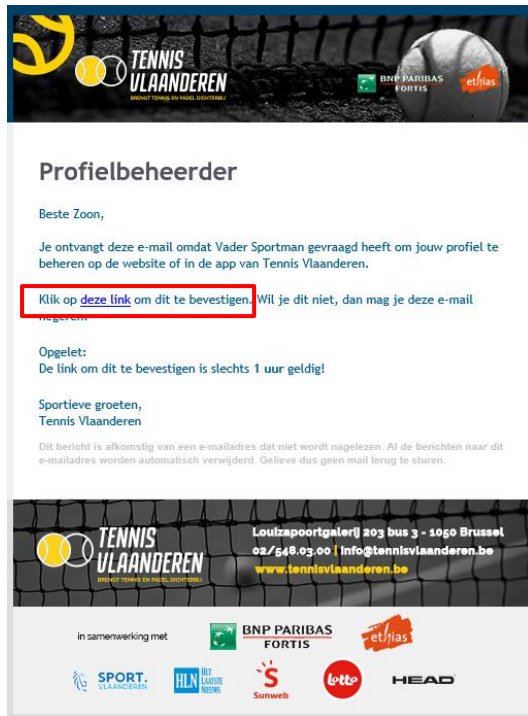 TENNIS
VLAANDEREN
BRENGT TENNIS EN PADEL DICHTERBIJ
BNP PARIBAS
FORTIS
ethias
Profielbeheerder
Beste Zoon,
Je ontvangt deze e-mail omdat Vader Sportman gevraagd heeft om jouw profiel te
beheren op de website of in de app van Tennis Vlaanderen.
Klik op deze link om dit te bevestigen. Wil je dit niet, dan mag je deze e-mail
negeren.
Opgelet:
De link om dit te bevestigen is slechts 1 uur geldig!
Sportieve groeten,
Tennis Vlaanderen
Dit bericht is afkomstig van een e-mailadres dat niet wordt nagelezen. Al de berichten naar dit
e-mailadres worden automatisch verwijderd. Gelieve dus geen mail terug te sturen.
TENNIS
VLAANDEREN
BRENGT TENNIS EN PADEL DICHTERBIJ
Louizapoortgalerij 203 bus 3 - 1050 Brussel
02/548.03.00 | info@tennisvlaanderen.be
www.tennisvlaanderen.be
in samenwerking met
BNP PARIBAS
FORTIS
ethias
SPORT.
VLAANDEREN
HLN
HET
LAATSTE
NIEUWS
Sunweb
Lotto
HEAD